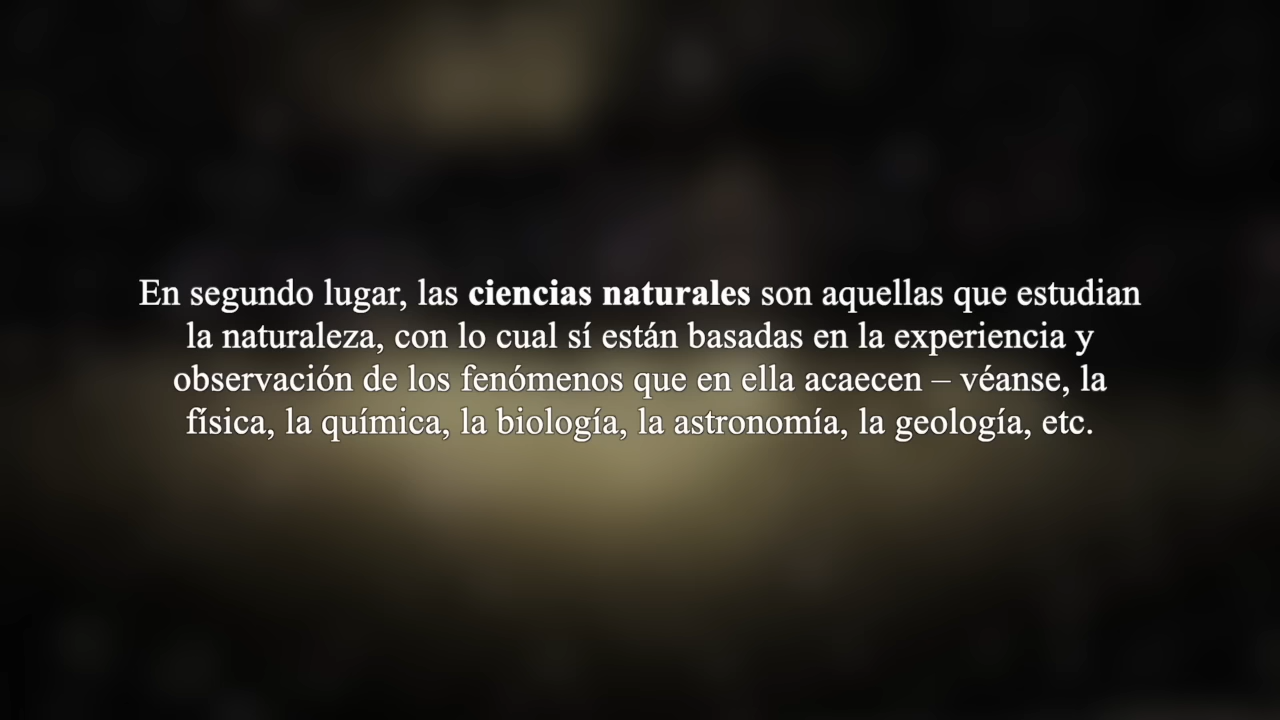 En segundo lugar, las ciencias naturales son aquellas que estudian
la naturaleza, con lo cual sí están basadas en la experiencia y
observación de los fenómenos que en ella acaecen – véanse, la
física, la química, la biología, la astronomía, la geología, etc.